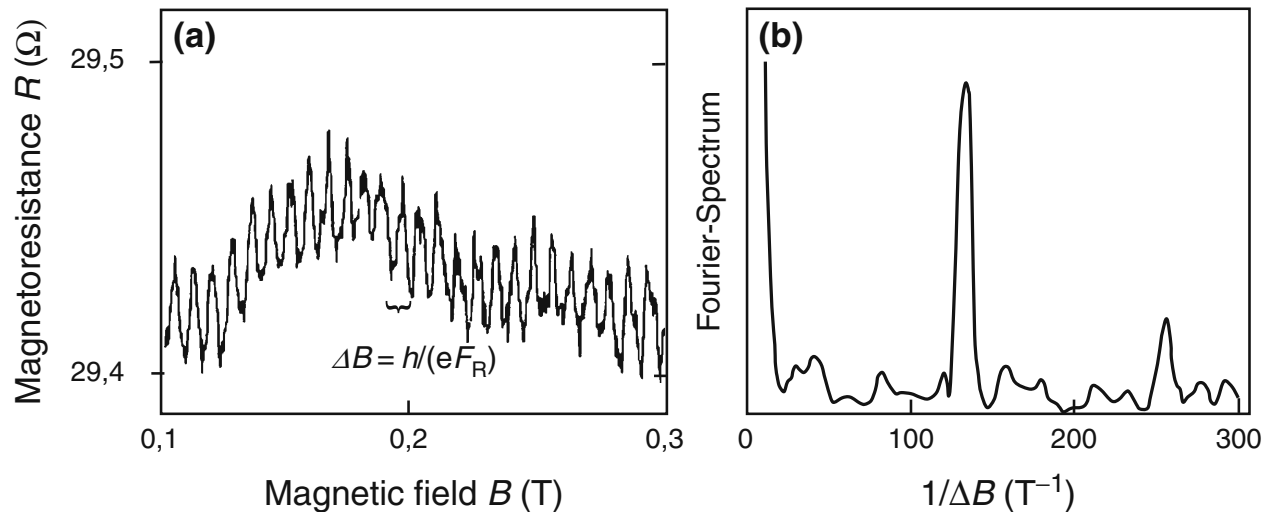 (a)
Magnetoresistance R (Ω)
29,5
29,4
ΔB = h/(eF_R)
0,1 0,2 0,3
Magnetic field B (T)
(b)
Fourier-Spectrum
0 100 200 300
1/ΔB (T⁻¹)